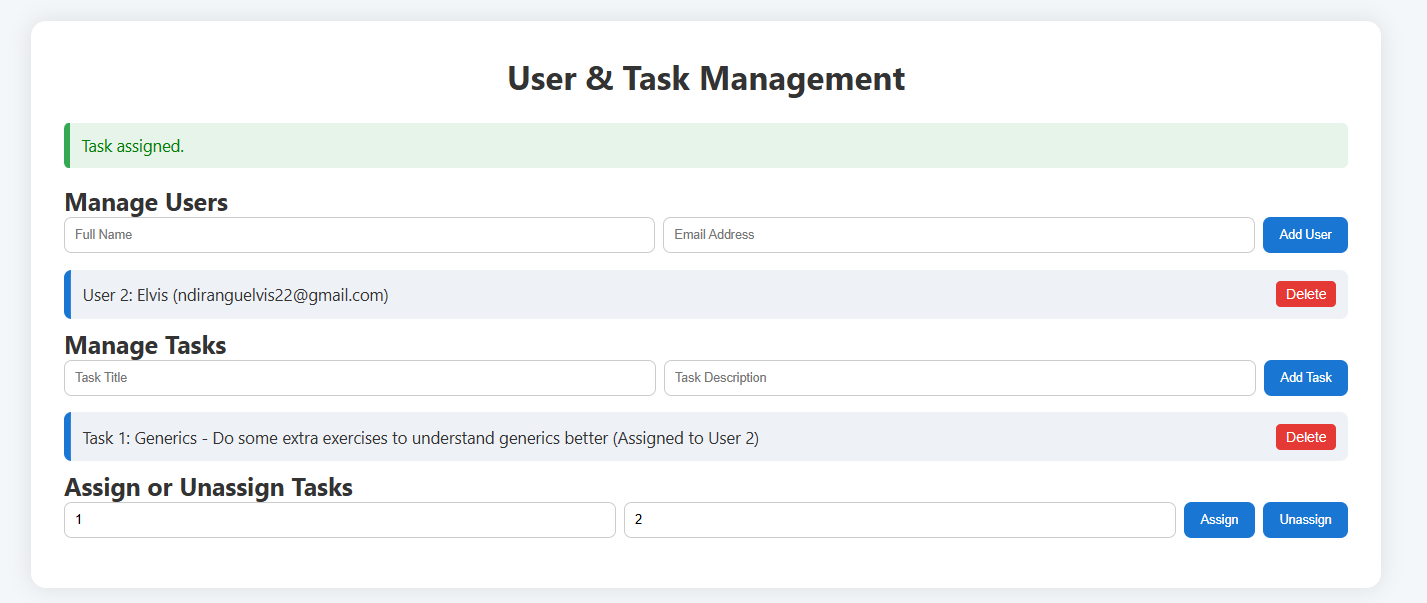 User & Task Management
Task assigned.
Manage Users
Full Name Email Address Add User
User 2: Elvis (ndiranguelvis22@gmail.com) Delete
Manage Tasks
Task Title Task Description Add Task
Task 1: Generics - Do some extra exercises to understand generics better (Assigned to User 2) Delete
Assign or Unassign Tasks
1 2 Assign Unassign